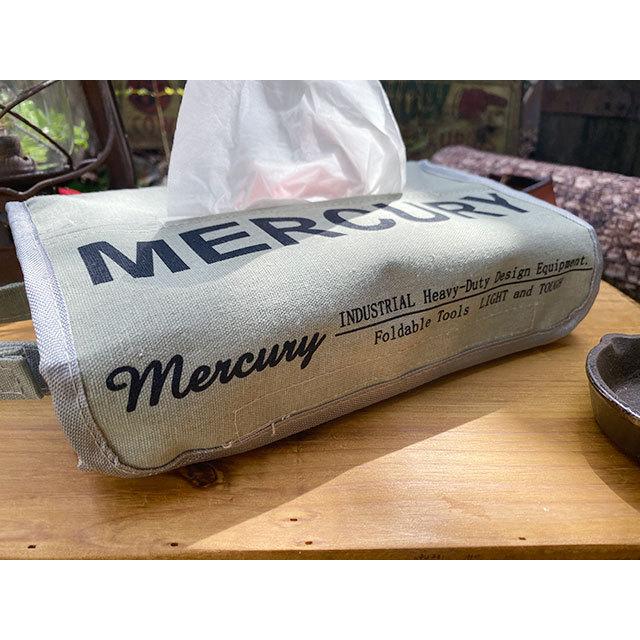 MERCURY
Mercury
INDUSTRIAL Heavy-Duty Design Equipment.
Foldable Tools LIGHT and TOUGH